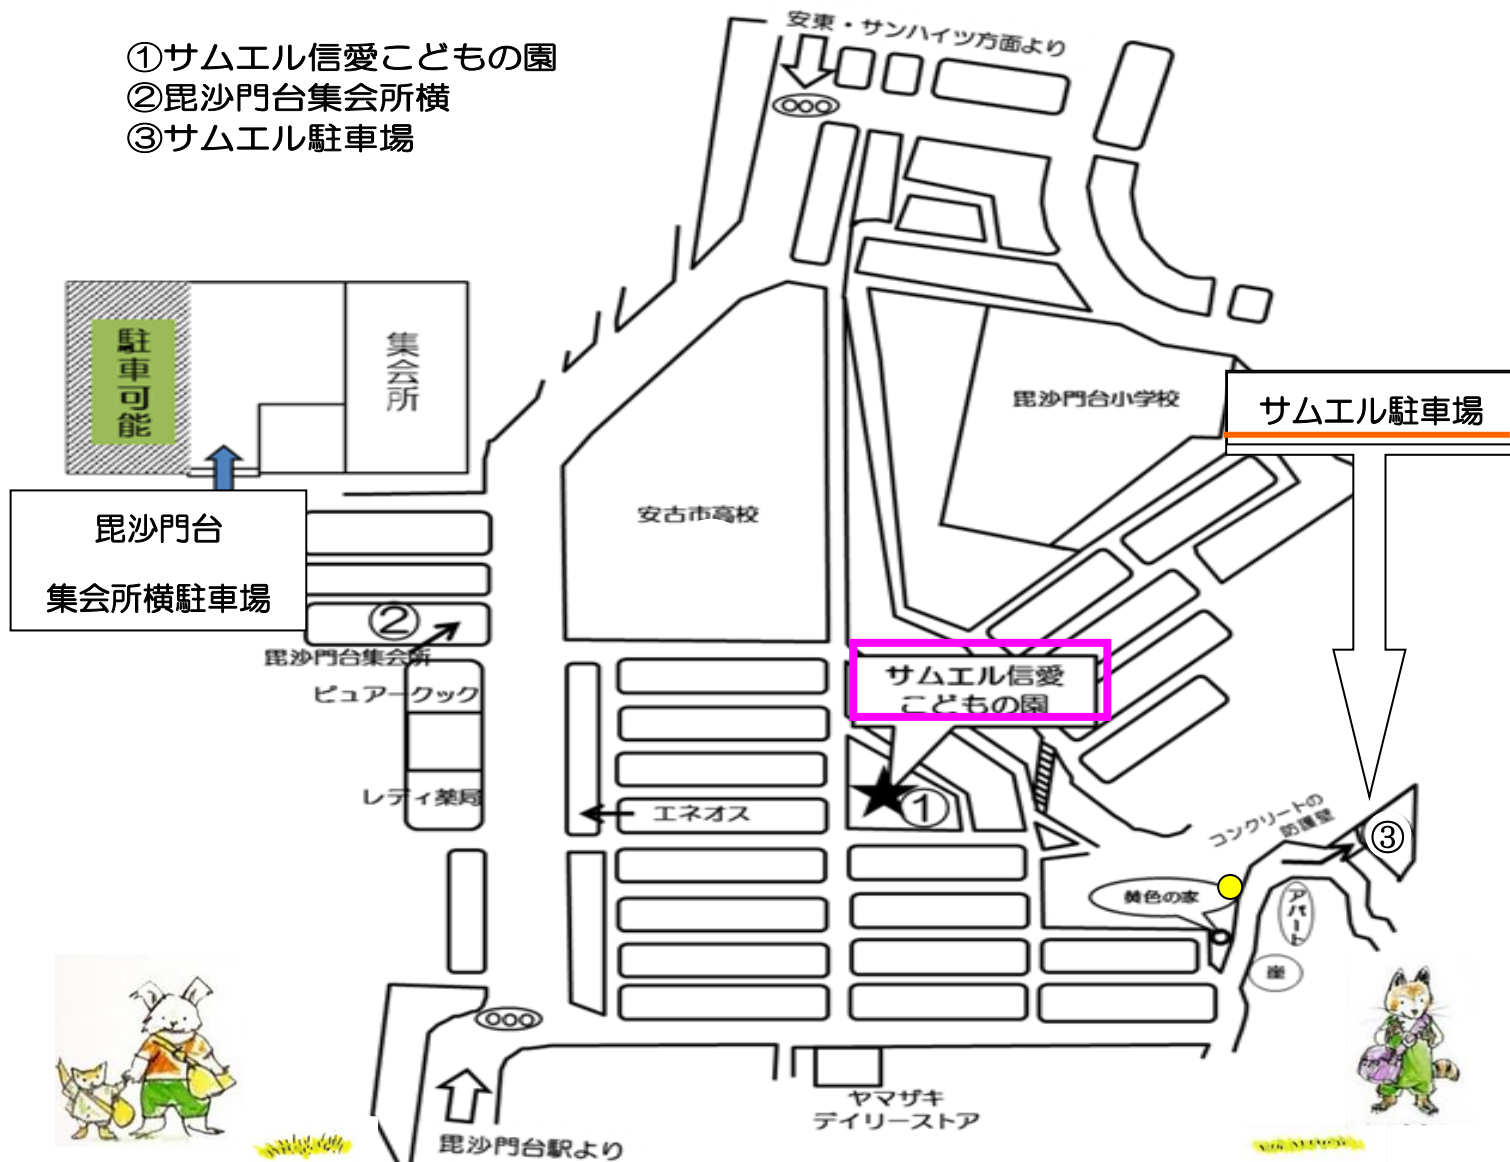 ①サムエル信愛こどもの園
②毘沙門台集会所横
③サムエル駐車場
安東・サンハイツ方面より
駐車可能
集会所
毘沙門台
集会所横駐車場
②
毘沙門台集会所
ピュアークック
レディ薬局
安古市高校
毘沙門台小学校
サムエル駐車場
サムエル信愛
こどもの園
①
エネオス
コンクリートの
防護壁
③
黄色の家
アパート
崖
ヤマザキ
デイリーストア
毘沙門台駅より